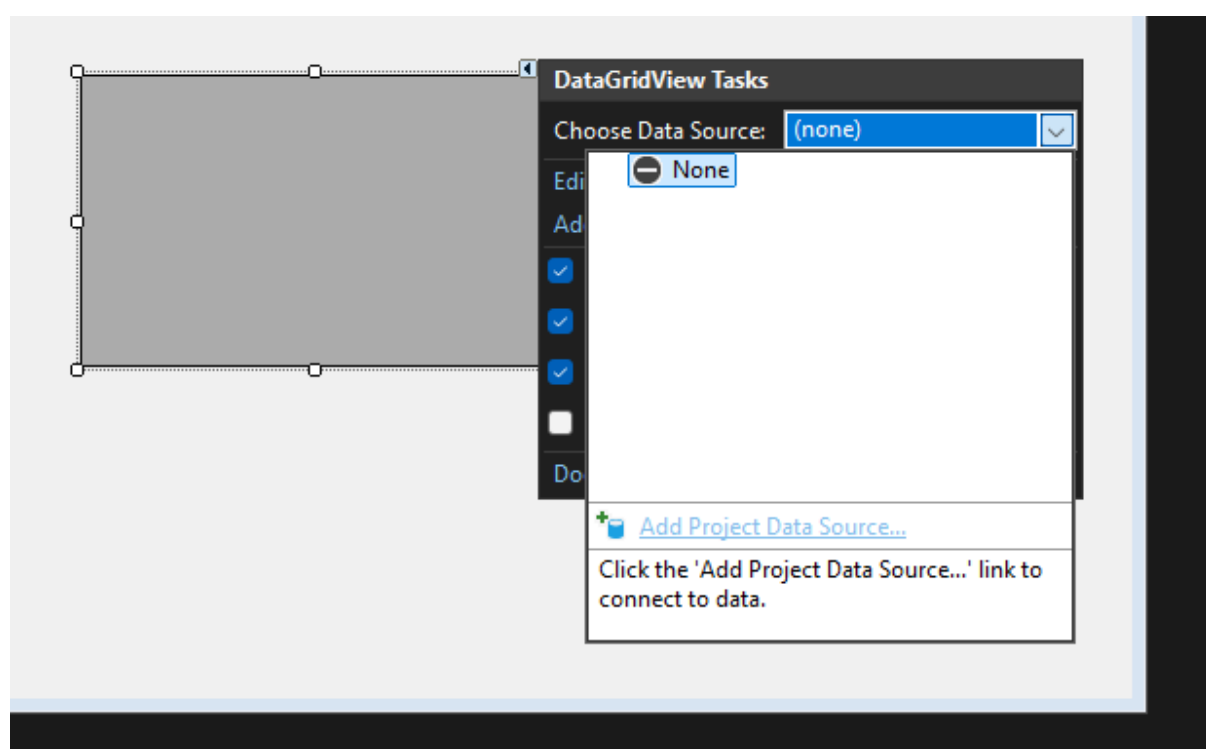 DataGridView Tasks
Choose Data Source: (none)
None
Edi
Ad
Do
Add Project Data Source...
Click the 'Add Project Data Source...' link to
connect to data.